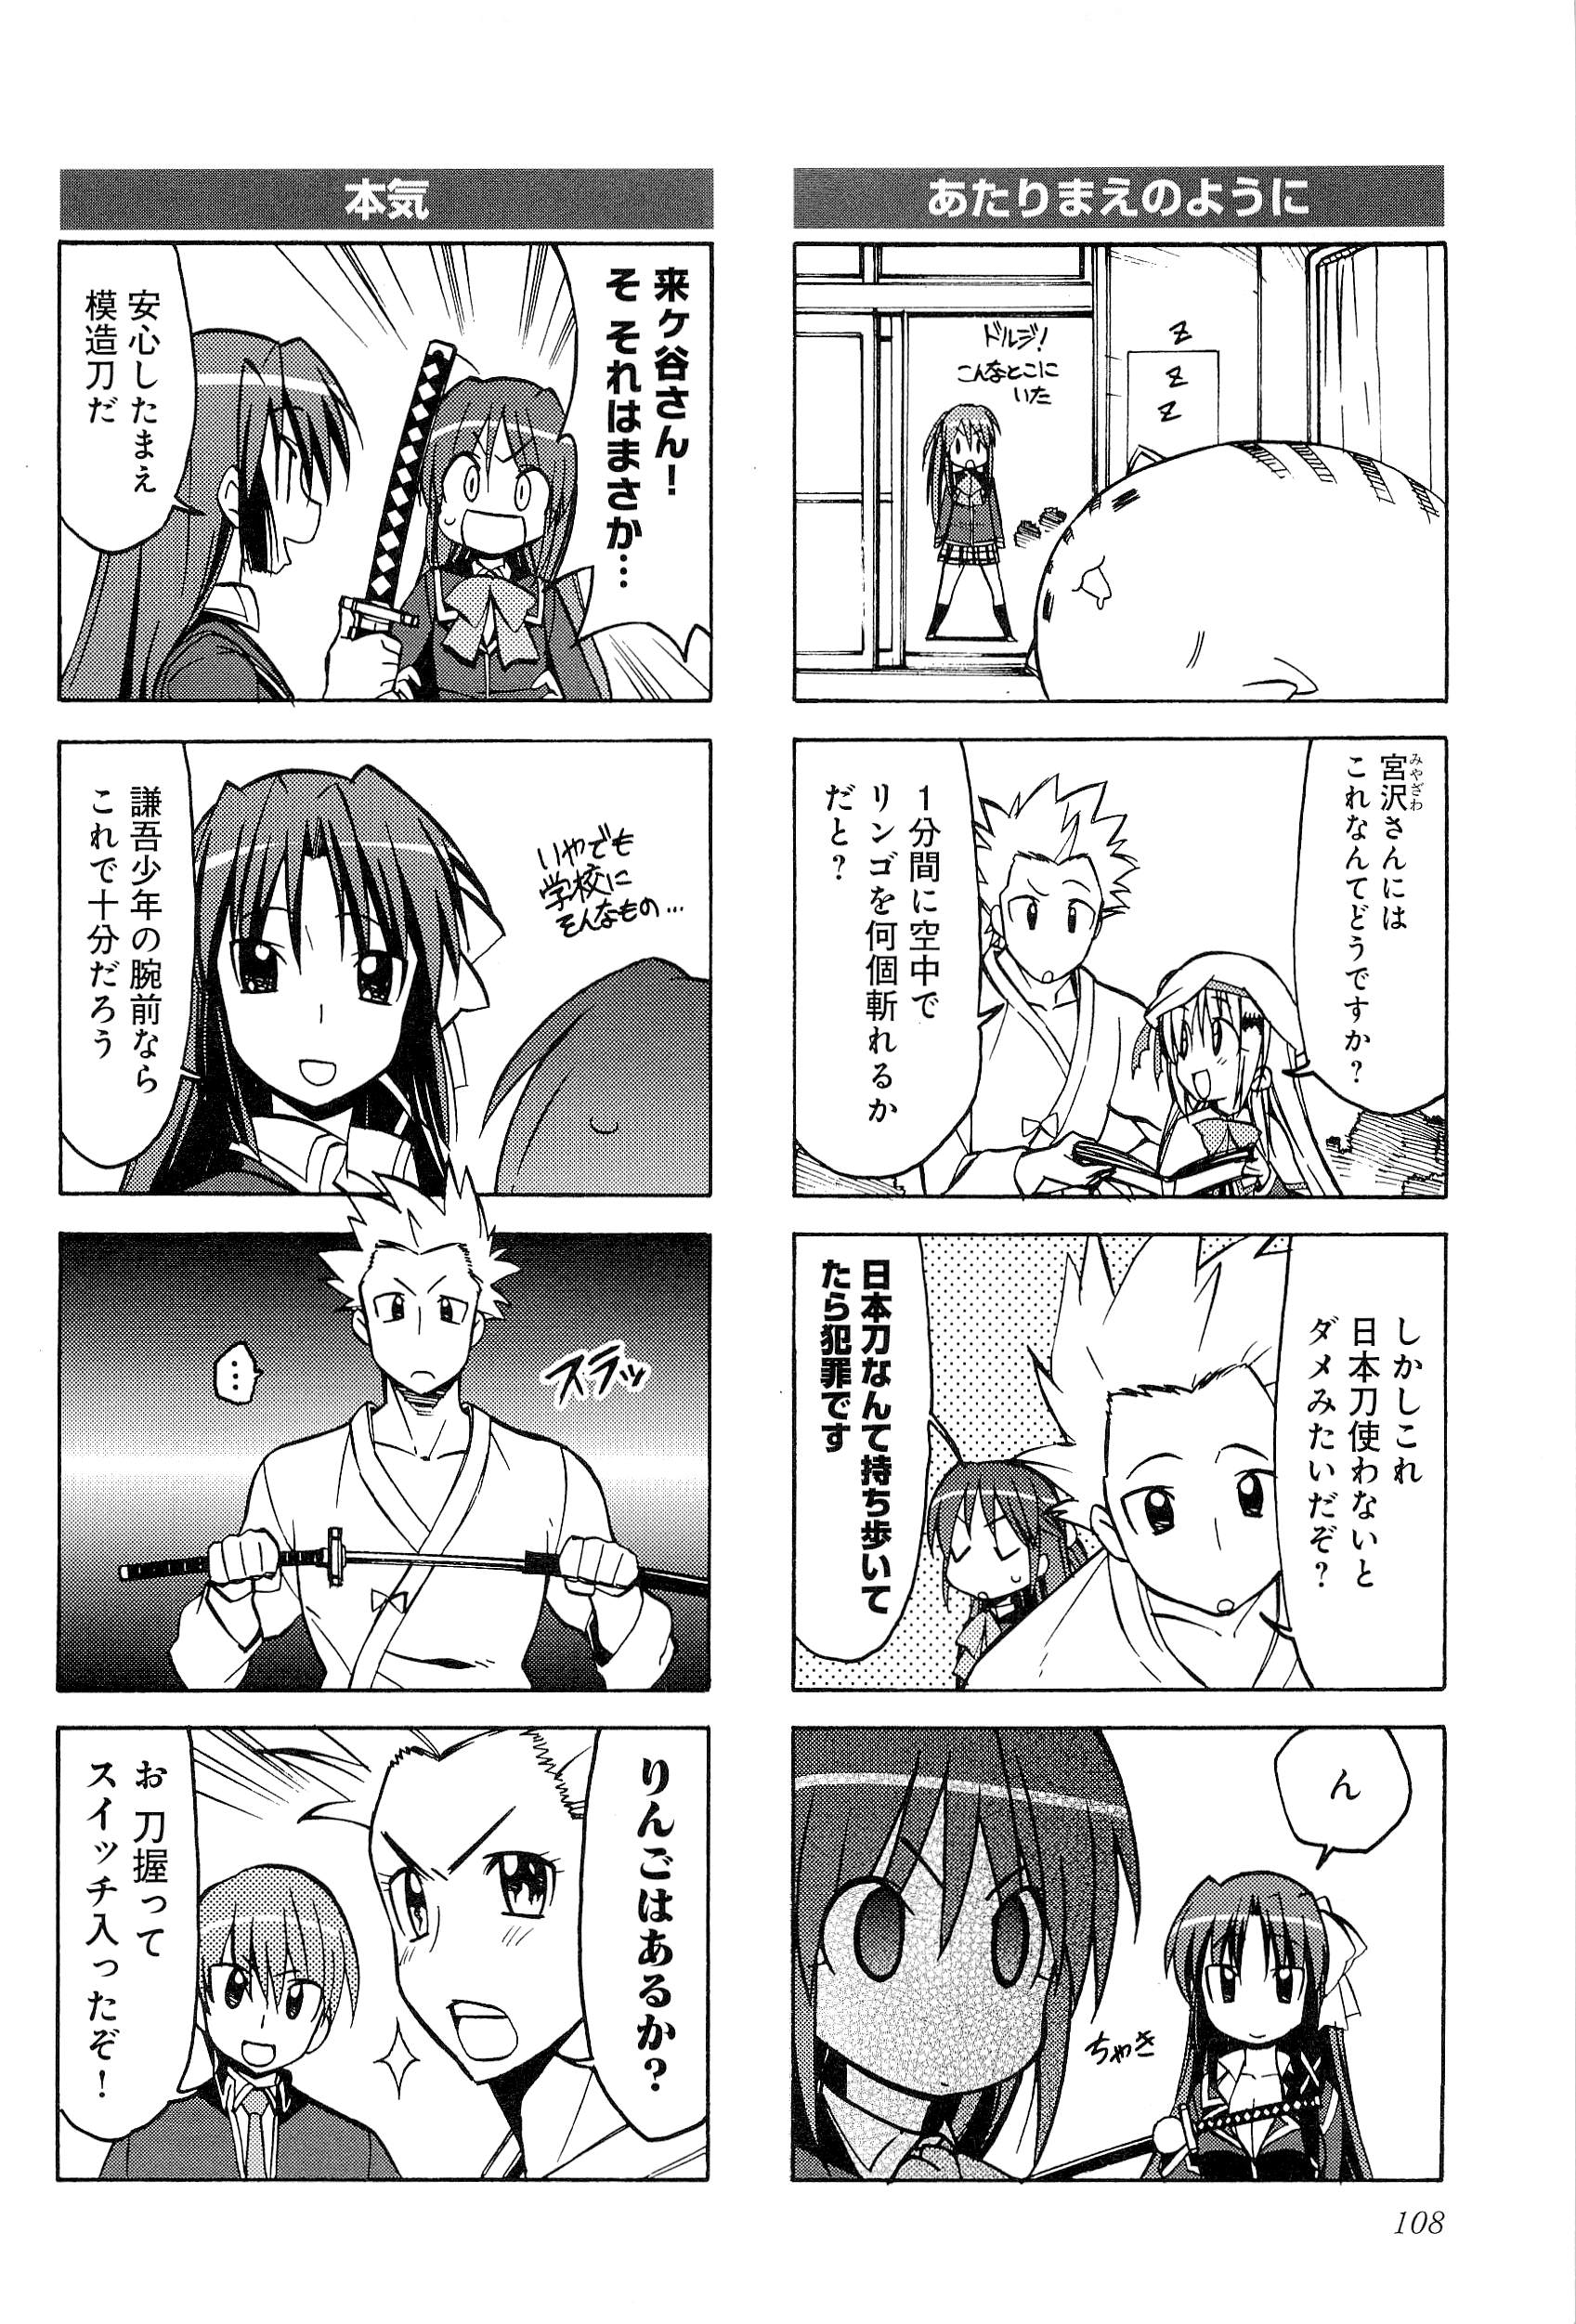 あたりまえのように
ドルジ！
こんなとこに
いた
z
z
z
宮沢さんには
みやざわ
これなんてどうですか？
1分間に空中で
リンゴを何個斬れるか
だと？
しかしこれ
日本刀使わないと
ダメみたいだぞ？
日本刀なんて持ち歩いて
たら犯罪です
ん
ちゃき
本気
来ヶ谷さん！
そ それはまさか…
安心したまえ
模造刀だ
いやでも
学校に
そんなもの…
謙吾少年の腕前なら
これで十分だろう
スラッ
…
りんごはあるか？
お 刀握って
スイッチ入ったぞ！
108